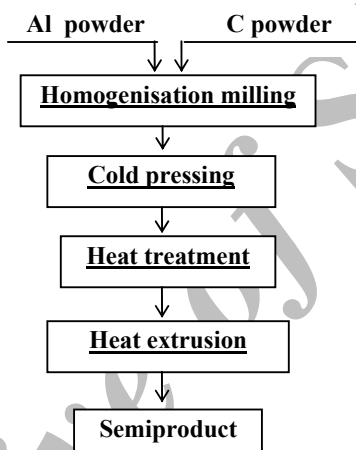 Al powder C powder
Homogenisation milling
Cold pressing
Heat treatment
Heat extrusion
Semiproduct